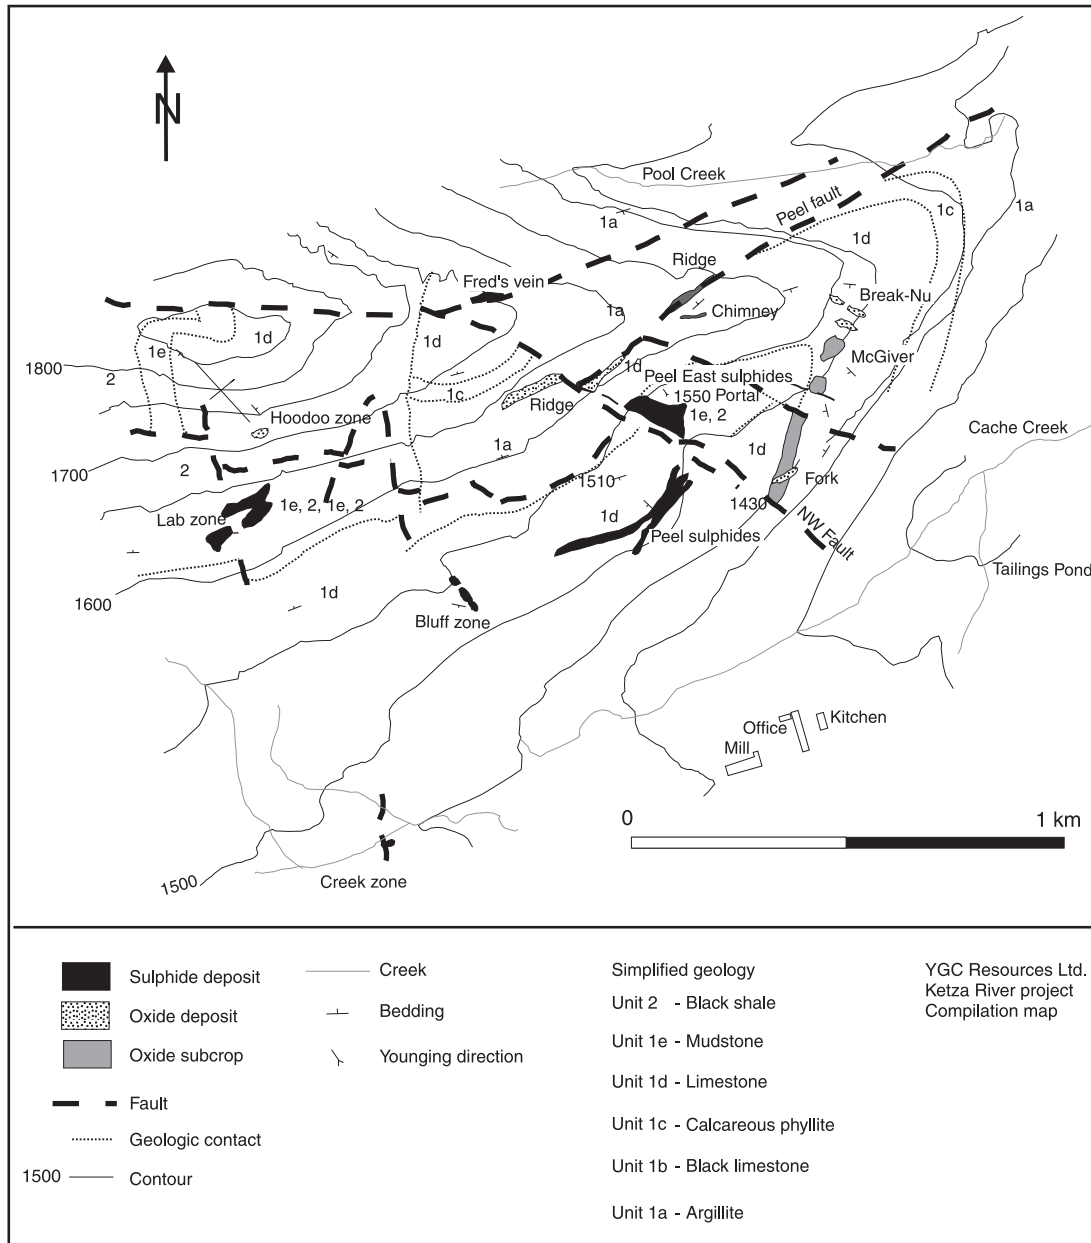 N
Pool Creek
1a
Peel fault
1c
1a
1d
Ridge
Fred's vein
Break-Nu
Chimney
1a
1e
1d
1d
McGiver
1d
1800
2
Peel East sulphides
1c
1550 Portal
Ridge
Hoodoo zone
1e, 2
Cache Creek
1a
1d
1700
2
1510
Fork
1e, 2, 1e, 2
1430
Lab zone
1d
NW Fault
Peel sulphides
Tailings Pond
1600
1d
Bluff zone
Kitchen
Office
Mill
0
1 km
1500
Creek zone
Sulphide deposit
Oxide deposit
Oxide subcrop
Fault
Geologic contact
1500
Contour
Creek
Bedding
Younging direction
Simplified geology
Unit 2 - Black shale
Unit 1e - Mudstone
Unit 1d - Limestone
Unit 1c - Calcareous phyllite
Unit 1b - Black limestone
Unit 1a - Argillite
YGC Resources Ltd.
Ketza River project
Compilation map